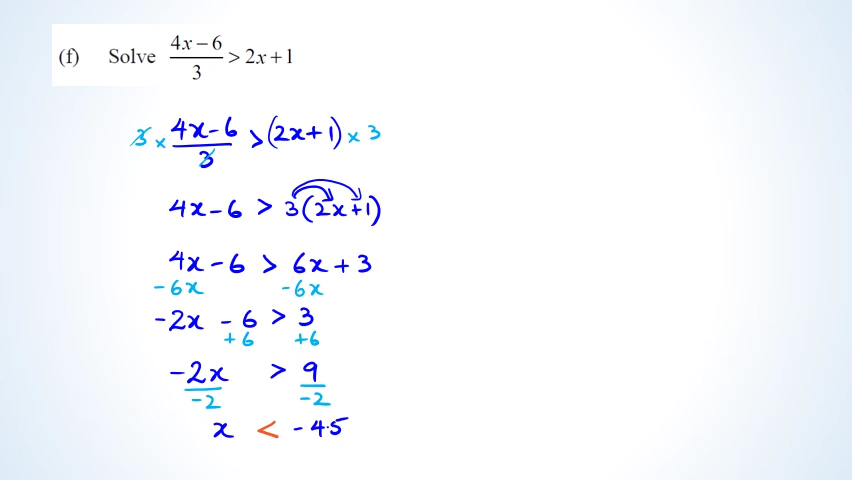 (f) Solve (4x − 6)/3 > 2x + 1
3 × (4x − 6)/3 > (2x + 1) × 3
4x − 6 > 3(2x + 1)
4x − 6 > 6x + 3
−6x −6x
−2x − 6 > 3
+6 +6
−2x > 9
−2 −2
x < −4·5